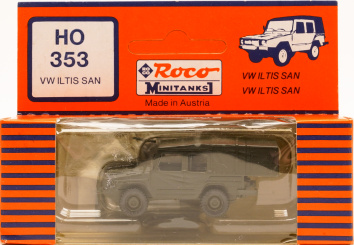 HO
353
VW ILTIS SAN
Roco
MINITANKS
Made in Austria
VW ILTIS SAN
VW ILTIS SAN